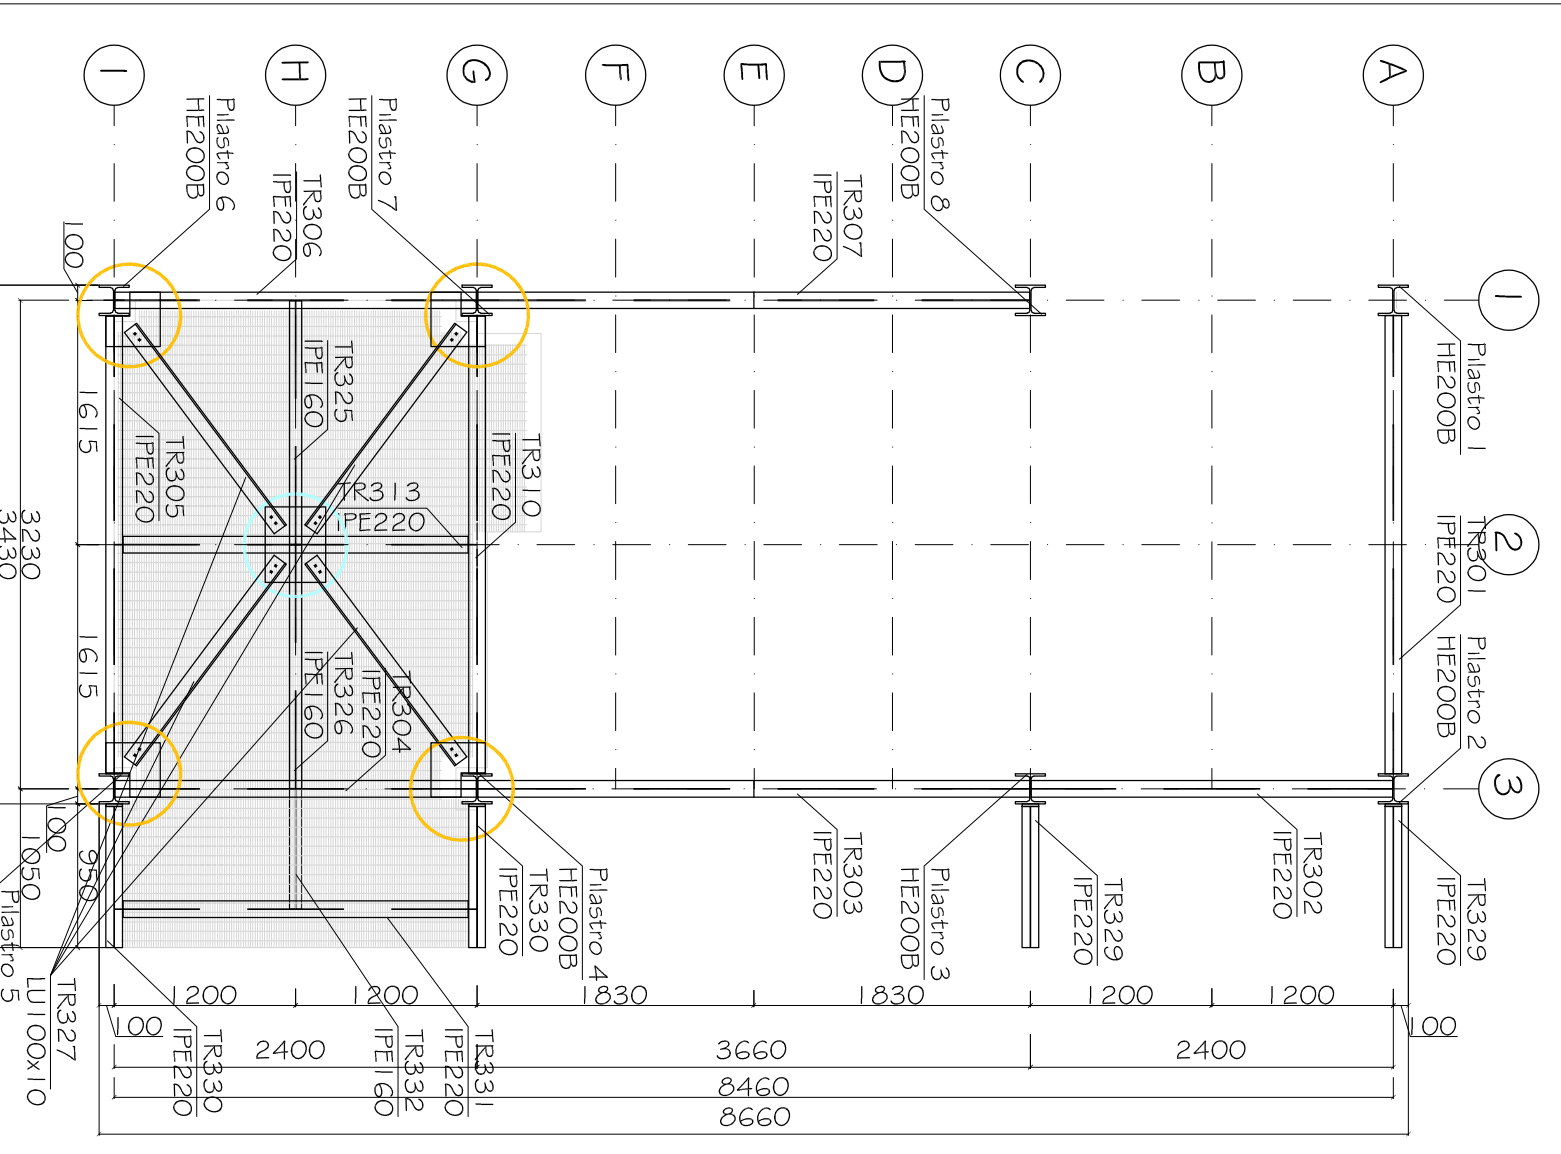 I
H
G
F
E
D
C
B
A
1
2
3
Pilastro 6
HE200B
Pilastro 7
HE200B
Pilastro 8
HE200B
TR306
IPE220
TR307
IPE220
Pilastro 1
HE200B
TR325
IPE160
TR305
IPE220
TR310
IPE220
TR313
IPE220
TR301
IPE220
Pilastro 2
HE200B
TR326
IPE160
TR304
IPE220
Pilastro 4
HE200B
TR330
IPE220
TR303
IPE220
Pilastro 3
HE200B
TR329
IPE220
TR302
IPE220
TR329
IPE220
Pilastro 5
TR327
LU100x10
TR330
IPE220
TR332
IPE160
TR331
IPE220
100
1615
1615
3230
3430
100
950
1050
1200
1200
1830
1830
1200
1200
100
100
2400
3660
2400
8460
8660